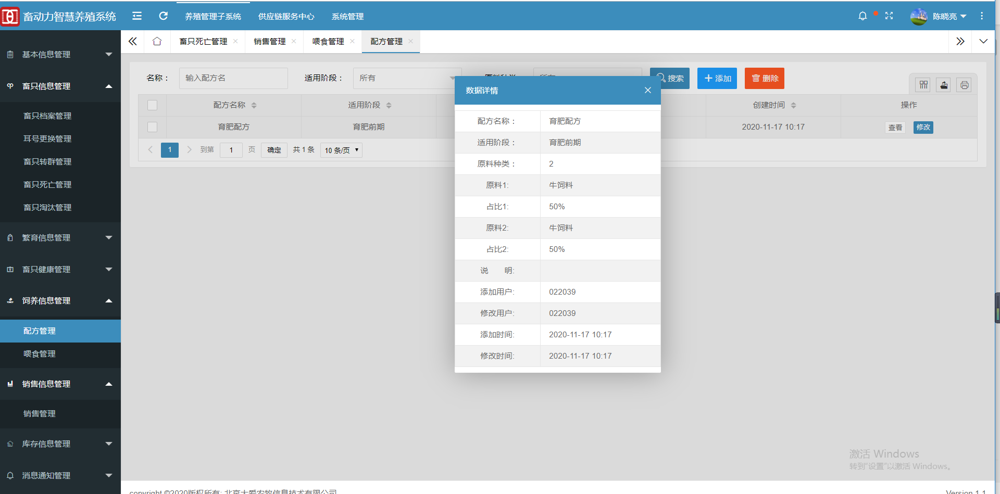 畜动力智慧养殖系统
养殖管理子系统 供应链服务中心 系统管理 陈晓亮
畜只死亡管理 销售管理 喂食管理 配方管理
基本信息管理
畜只信息管理
畜只档案管理
耳号更换管理
畜只转群管理
畜只死亡管理
畜只淘汰管理
繁育信息管理
畜只健康管理
饲养信息管理
配方管理
喂食管理
销售信息管理
销售管理
库存信息管理
消息通知管理
名称： 输入配方名 适用阶段： 所有 搜索 添加 删除
配方名称 适用阶段 创建时间 操作
育肥配方 育肥前期 2020-11-17 10:17 查看 修改
1 到第 1 页 确定 共 1 条 10 条/页
数据详情
配方名称： 育肥配方
适用阶段： 育肥前期
原料种类： 2
原料1: 牛饲料
占比1: 50%
原料2: 牛饲料
占比2: 50%
说 明:
添加用户: 022039
修改用户: 022039
添加时间: 2020-11-17 10:17
修改时间: 2020-11-17 10:17
激活 Windows
转到"设置"以激活 Windows。
copyright ©2020版权所有: 北京大爱农牧信息技术有限公司
Version 1.1